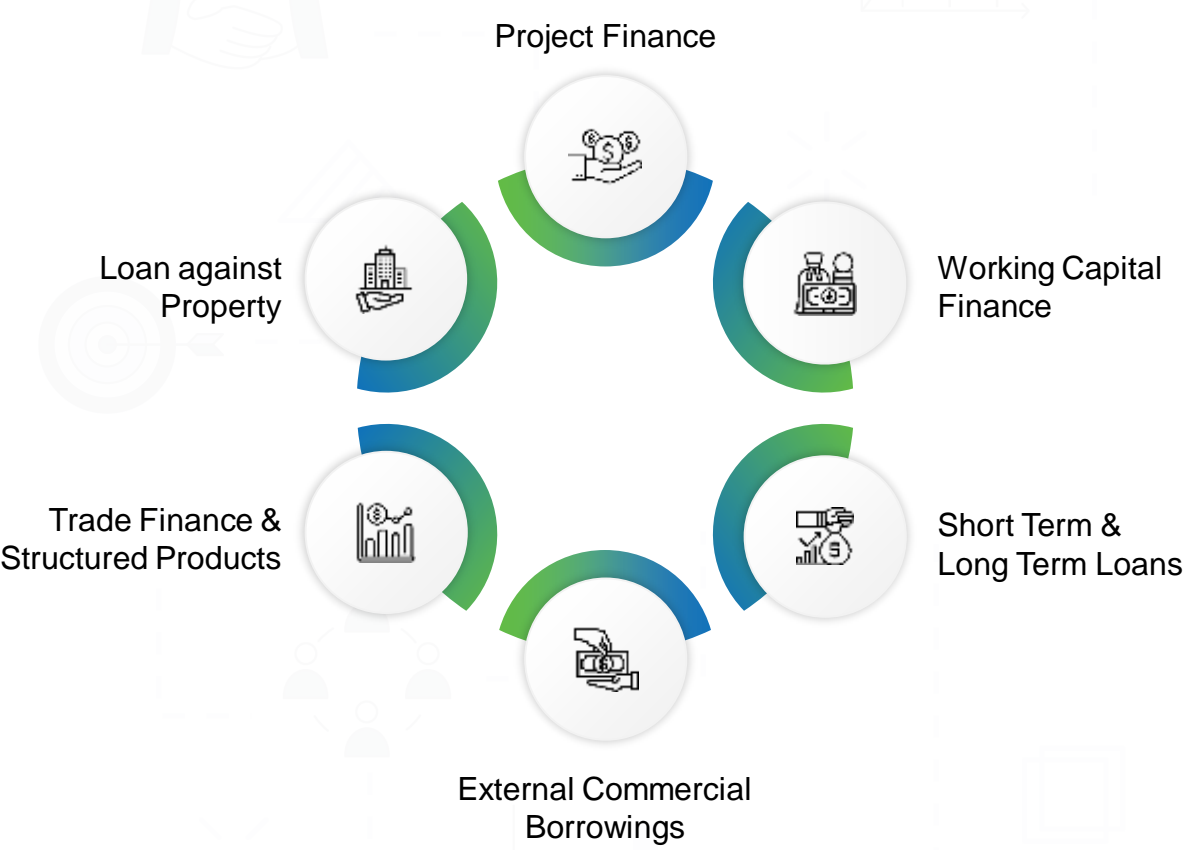 Project Finance
Loan against
Property
Working Capital
Finance
Trade Finance &
Structured Products
Short Term &
Long Term Loans
External Commercial
Borrowings